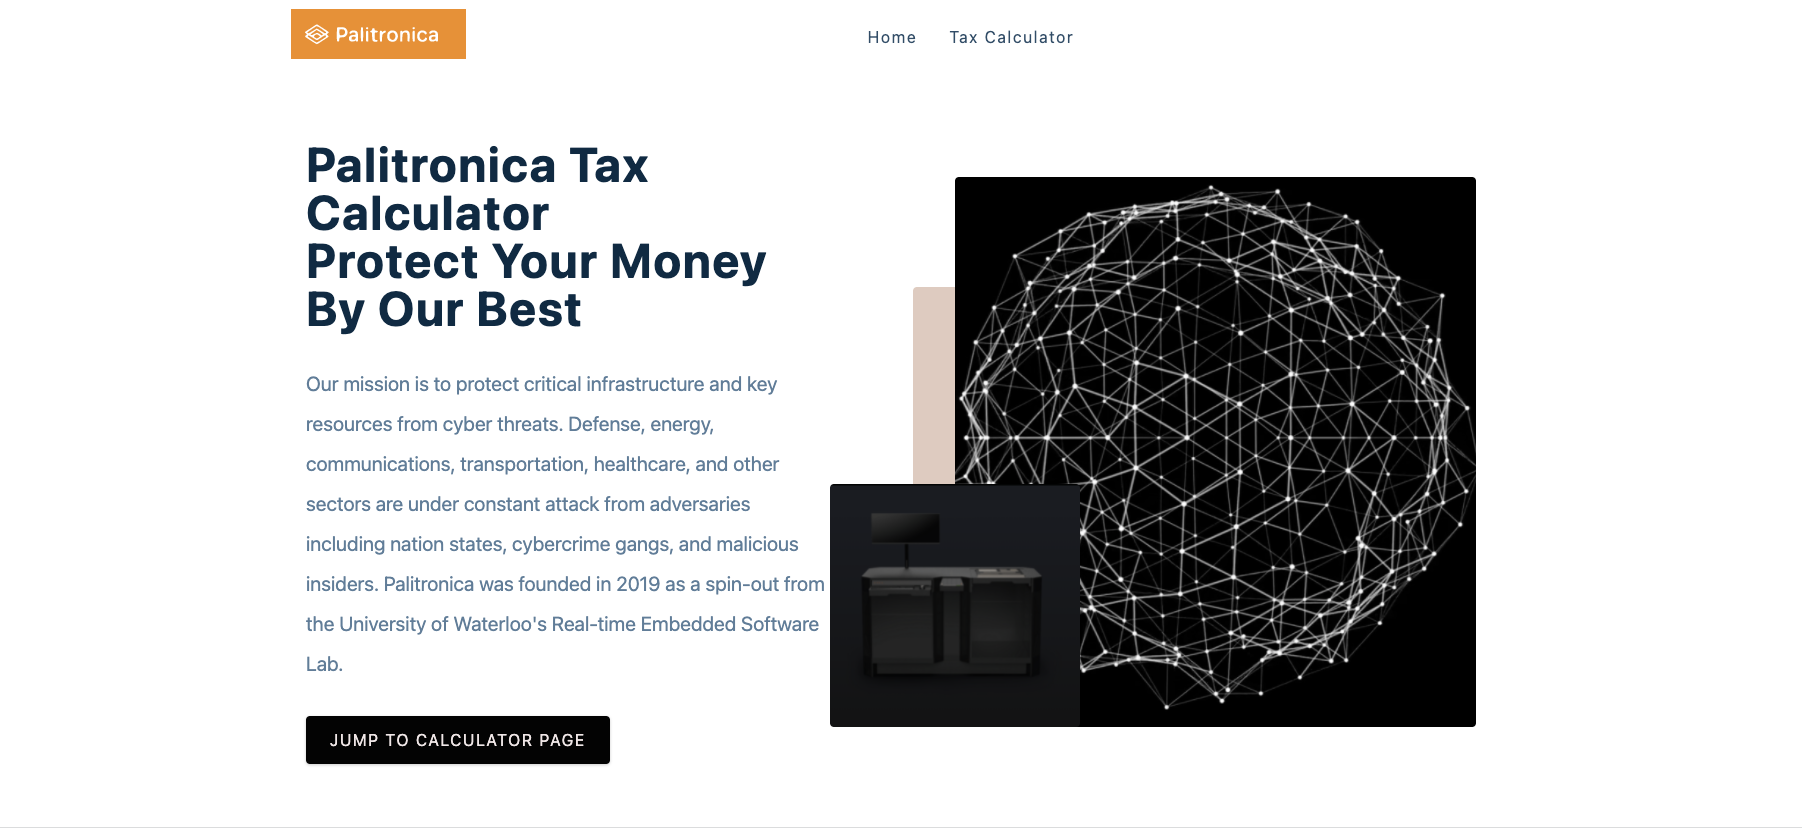 Palitronica
Home
Tax Calculator
Palitronica Tax
Calculator
Protect Your Money
By Our Best
Our mission is to protect critical infrastructure and key
resources from cyber threats. Defense, energy,
communications, transportation, healthcare, and other
sectors are under constant attack from adversaries
including nation states, cybercrime gangs, and malicious
insiders. Palitronica was founded in 2019 as a spin-out from
the University of Waterloo's Real-time Embedded Software
Lab.
JUMP TO CALCULATOR PAGE